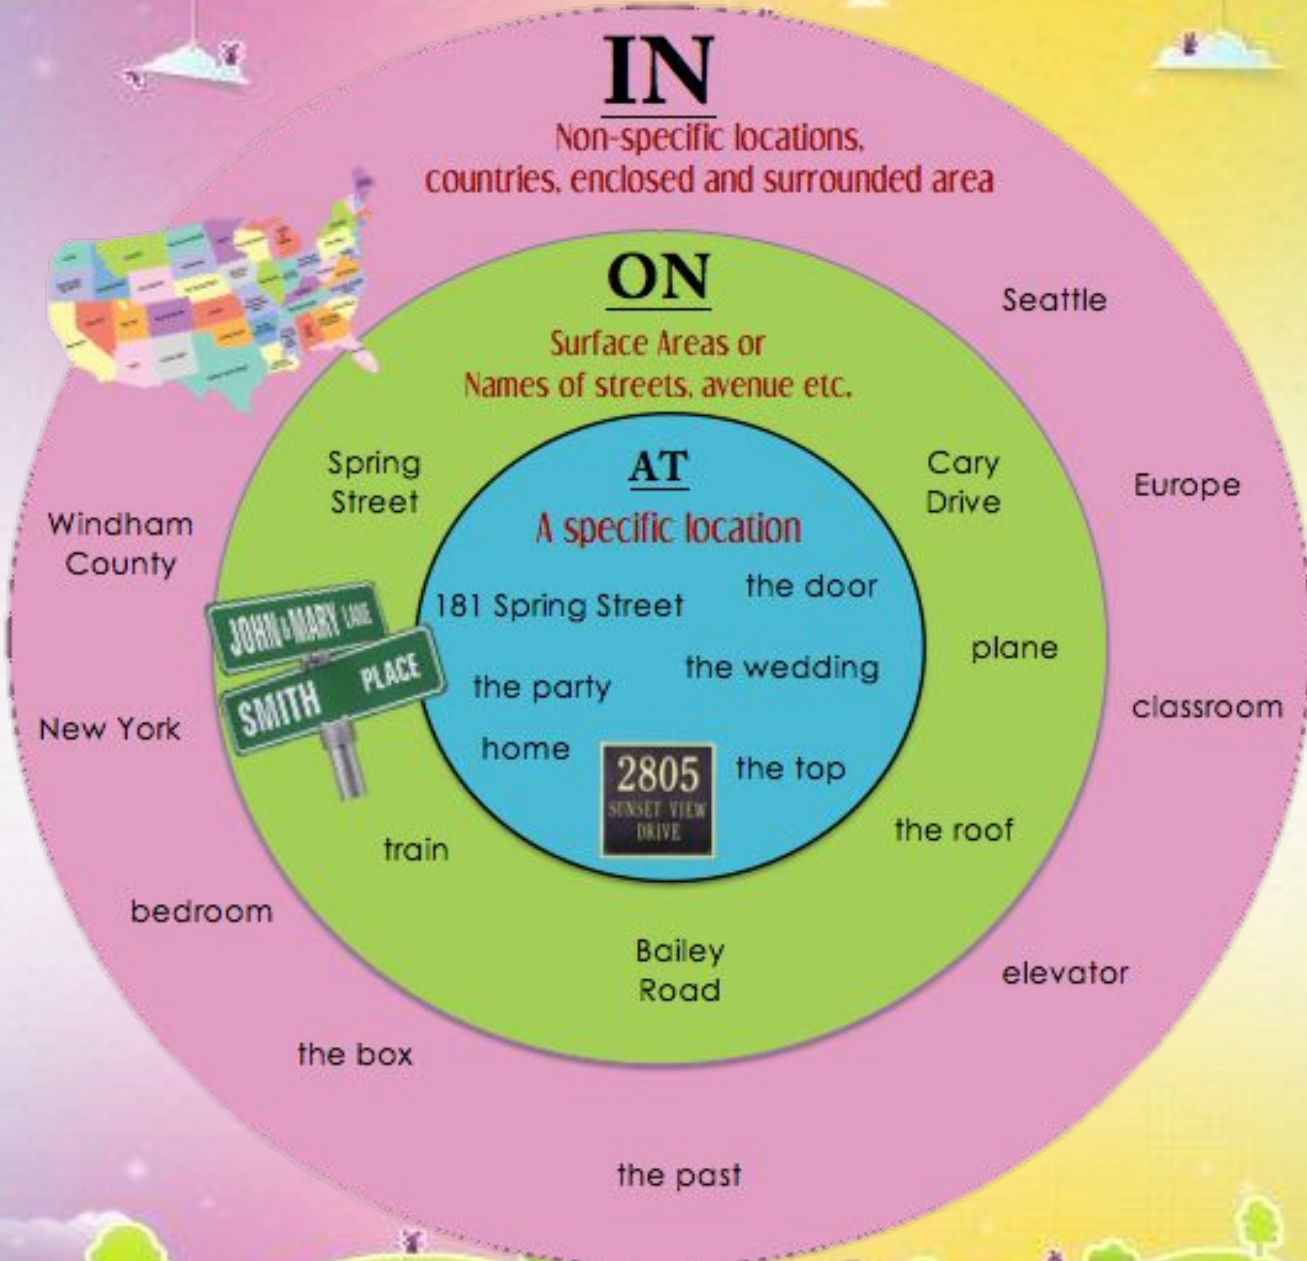 IN
Non-specific locations,
countries, enclosed and surrounded area
ON
Surface Areas or
Names of streets, avenue etc.
AT
A specific location
Seattle
Spring
Street
Cary
Drive
Europe
Windham
County
181 Spring Street
the door
JOHN & MARY LANE
SMITH PLACE
plane
the wedding
the party
New York
classroom
home
2805
SUNSET VIEW
DRIVE
the top
train
the roof
bedroom
Bailey
Road
elevator
the box
the past